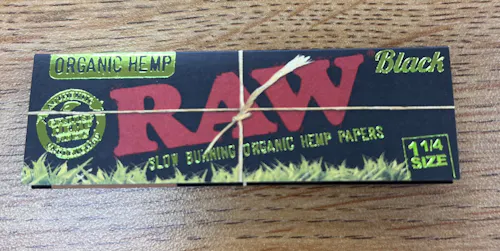 ORGANIC HEMP
Black
RAW
SLOW BURNING ORGANIC HEMP PAPERS
1 1/4
SIZE